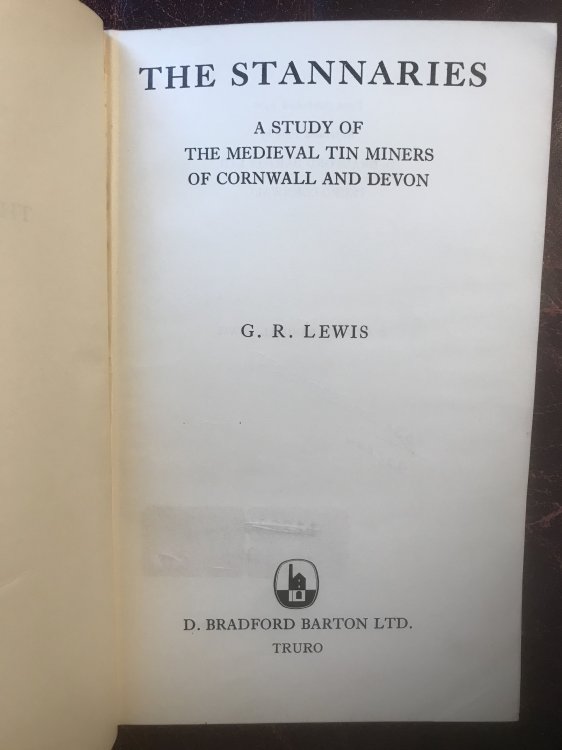 THE STANNARIES
A STUDY OF
THE MEDIEVAL TIN MINERS
OF CORNWALL AND DEVON
G. R. LEWIS
D. BRADFORD BARTON LTD.
TRURO